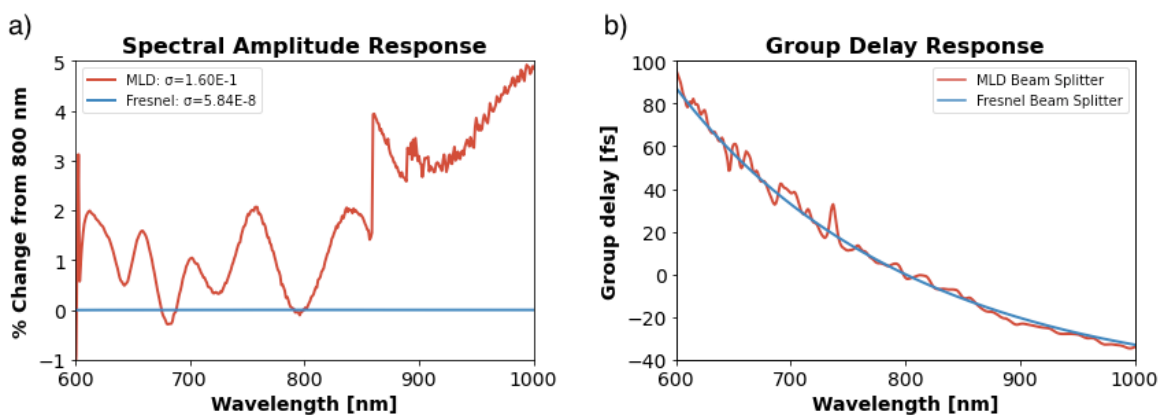 a)
Spectral Amplitude Response
5
4
3
2
1
0
−1
% Change from 800 nm
MLD: σ=1.60E-1
Fresnel: σ=5.84E-8
600
700
800
900
1000
Wavelength [nm]
b)
Group Delay Response
100
80
60
40
20
0
−20
−40
Group delay [fs]
MLD Beam Splitter
Fresnel Beam Splitter
600
700
800
900
1000
Wavelength [nm]